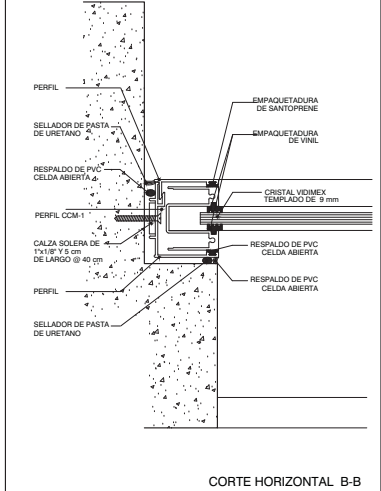 PERFIL
SELLADOR DE PASTA
DE URETANO
RESPALDO DE PVC
CELDA ABIERTA
PERFIL CCM-1
CALZA SOLERA DE
1"x1/8" Y 5 cm
DE LARGO @ 40 cm
PERFIL
SELLADOR DE PASTA
DE URETANO
EMPAQUETADURA
DE SANTOPRENE
EMPAQUETADURA
DE VINIL
CRISTAL VIDIMEX
TEMPLADO DE 9 mm
RESPALDO DE PVC
CELDA ABIERTA
RESPALDO DE PVC
CELDA ABIERTA
CORTE HORIZONTAL B-B